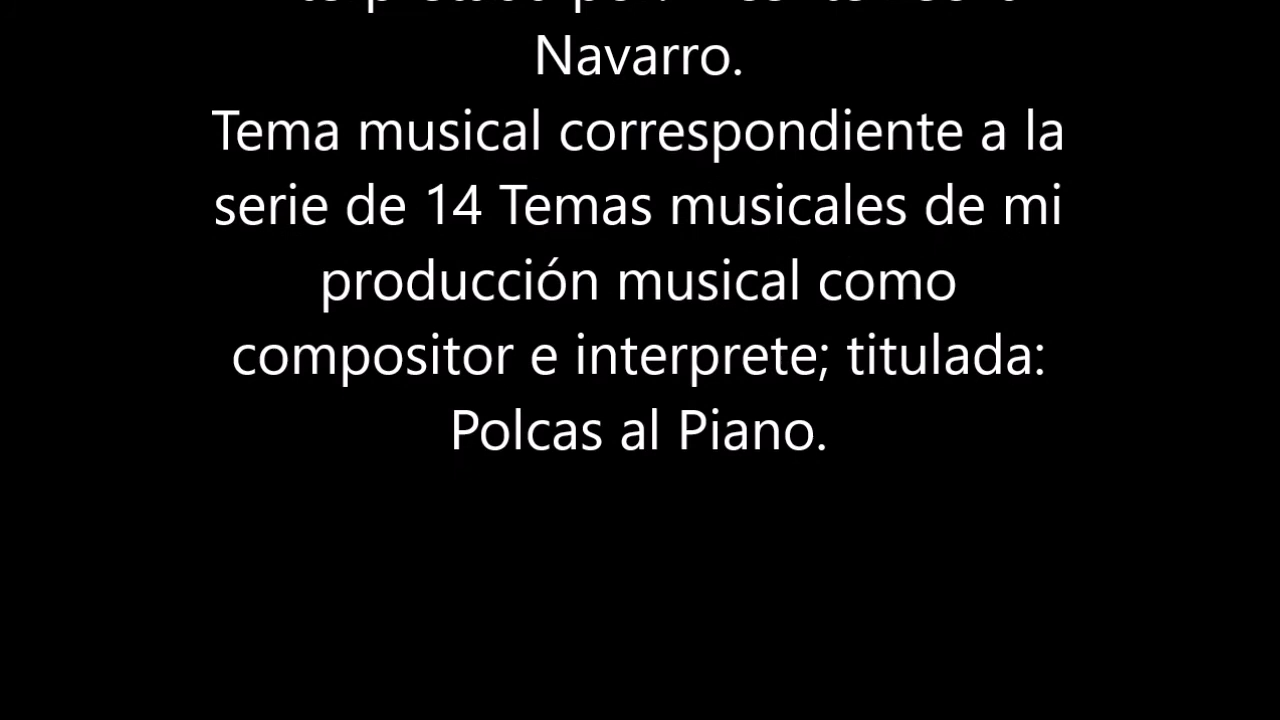 Navarro.
Tema musical correspondiente a la
serie de 14 Temas musicales de mi
producción musical como
compositor e interprete; titulada:
Polcas al Piano.